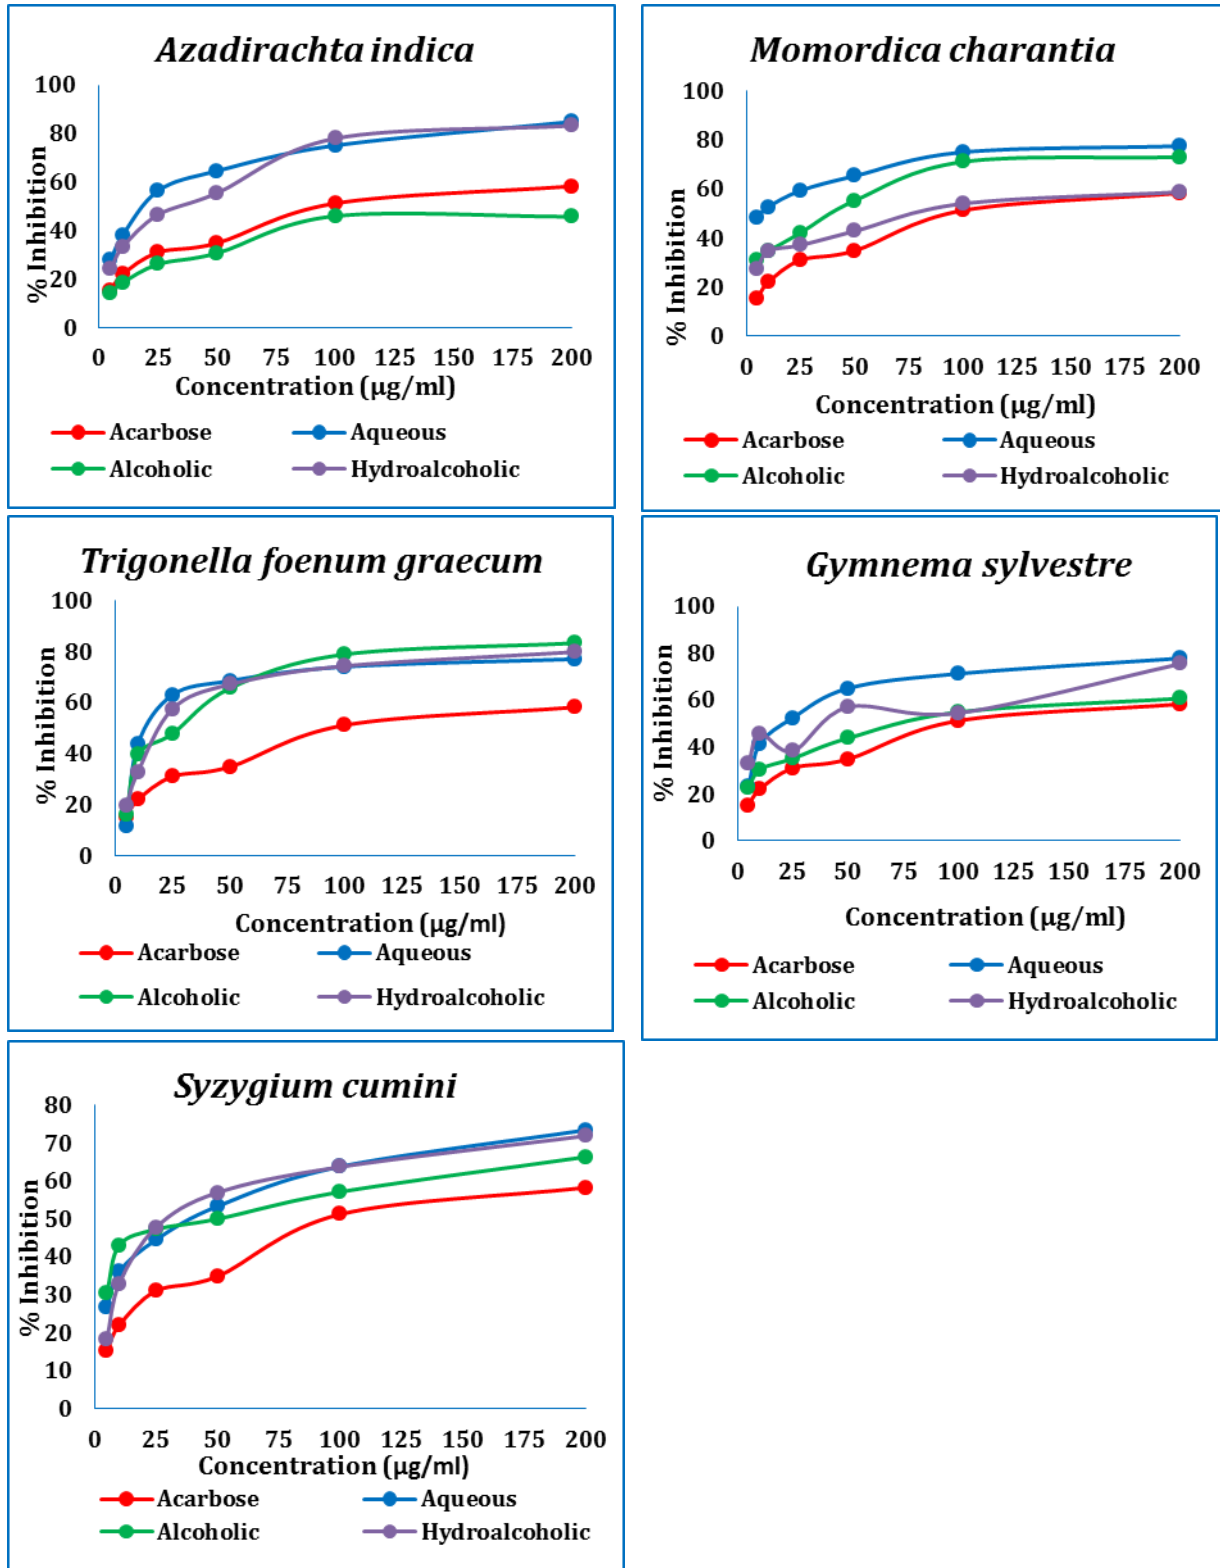 Azadirachta indica
100
80
60
40
20
0
% Inhibition
0 25 50 75 100 125 150 175 200
Concentration (µg/ml)
Acarbose Aqueous
Alcoholic Hydroalcoholic
Momordica charantia
100
80
60
40
20
0
% Inhibition
0 25 50 75 100 125 150 175 200
Concentration (µg/ml)
Acarbose Aqueous
Alcoholic Hydroalcoholic
Trigonella foenum graecum
100
80
60
40
20
0
% Inhibition
0 25 50 75 100 125 150 175 200
Concentration (µg/ml)
Acarbose Aqueous
Alcoholic Hydroalcoholic
Gymnema sylvestre
100
80
60
40
20
0
% Inhibition
0 25 50 75 100 125 150 175 200
Concentration (µg/ml)
Acarbose Aqueous
Alcoholic Hydroalcoholic
Syzygium cumini
80
70
60
50
40
30
20
10
0
% Inhibition
0 25 50 75 100 125 150 175 200
Concentration (µg/ml)
Acarbose Aqueous
Alcoholic Hydroalcoholic